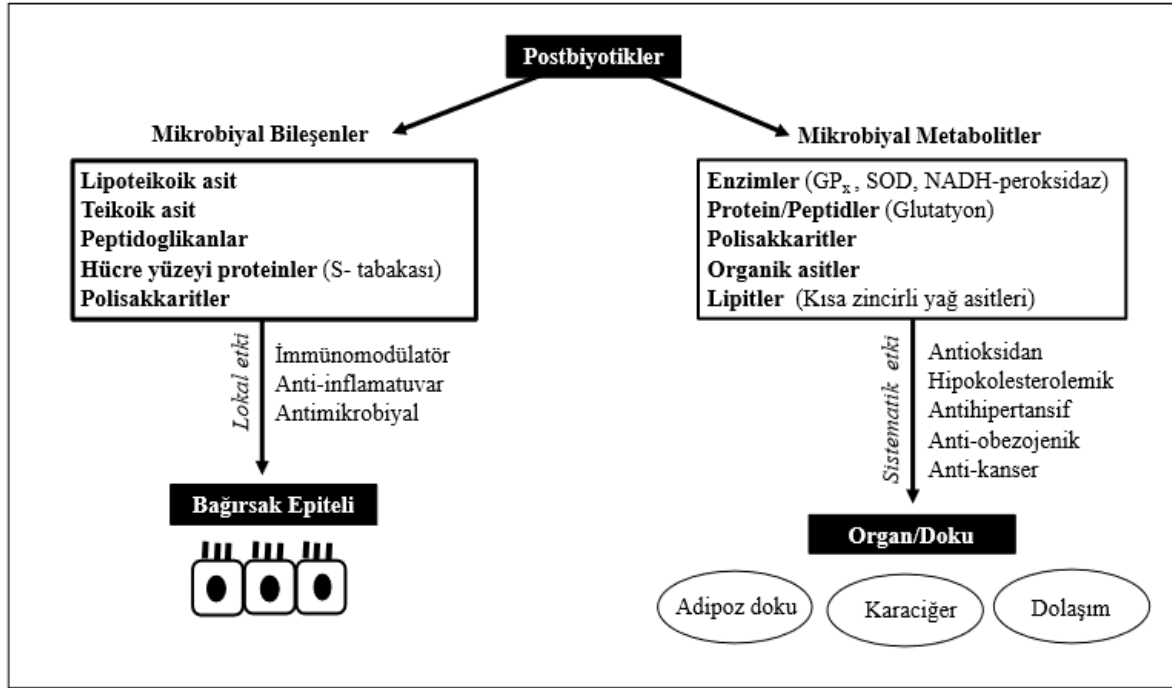 Postbiyotikler
Mikrobiyal Bileşenler
Lipoteikoik asit
Teikoik asit
Peptidoglikanlar
Hücre yüzeyi proteinler (S- tabakası)
Polisakkaritler
Lokal etki
İmmünomodülatör
Anti-inflamatuvar
Antimikrobiyal
Bağırsak Epiteli
Mikrobiyal Metabolitler
Enzimler (GPx , SOD, NADH-peroksidaz)
Protein/Peptidler (Glutatyon)
Polisakkaritler
Organik asitler
Lipitler (Kısa zincirli yağ asitleri)
Sistematik etki
Antioksidan
Hipokolesterolemik
Antihipertansif
Anti-obezojenik
Anti-kanser
Organ/Doku
Adipoz doku
Karaciğer
Dolaşım